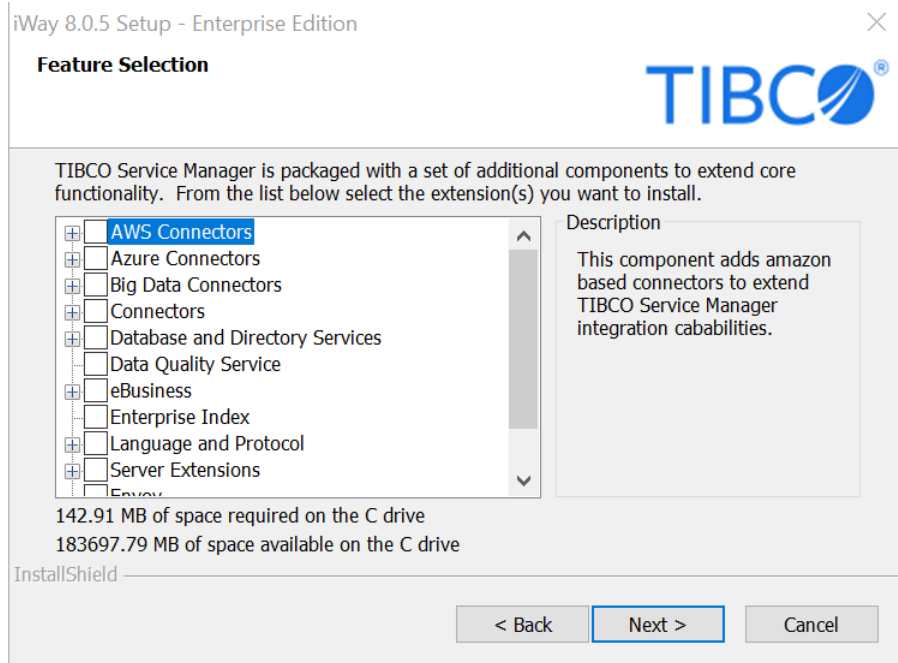 iWay 8.0.5 Setup - Enterprise Edition
Feature Selection
TIBCO®
TIBCO Service Manager is packaged with a set of additional components to extend core
functionality. From the list below select the extension(s) you want to install.
AWS Connectors
Azure Connectors
Big Data Connectors
Connectors
Database and Directory Services
Data Quality Service
eBusiness
Enterprise Index
Language and Protocol
Server Extensions
Description
This component adds amazon
based connectors to extend
TIBCO Service Manager
integration cababilities.
142.91 MB of space required on the C drive
183697.79 MB of space available on the C drive
InstallShield
< Back
Next >
Cancel